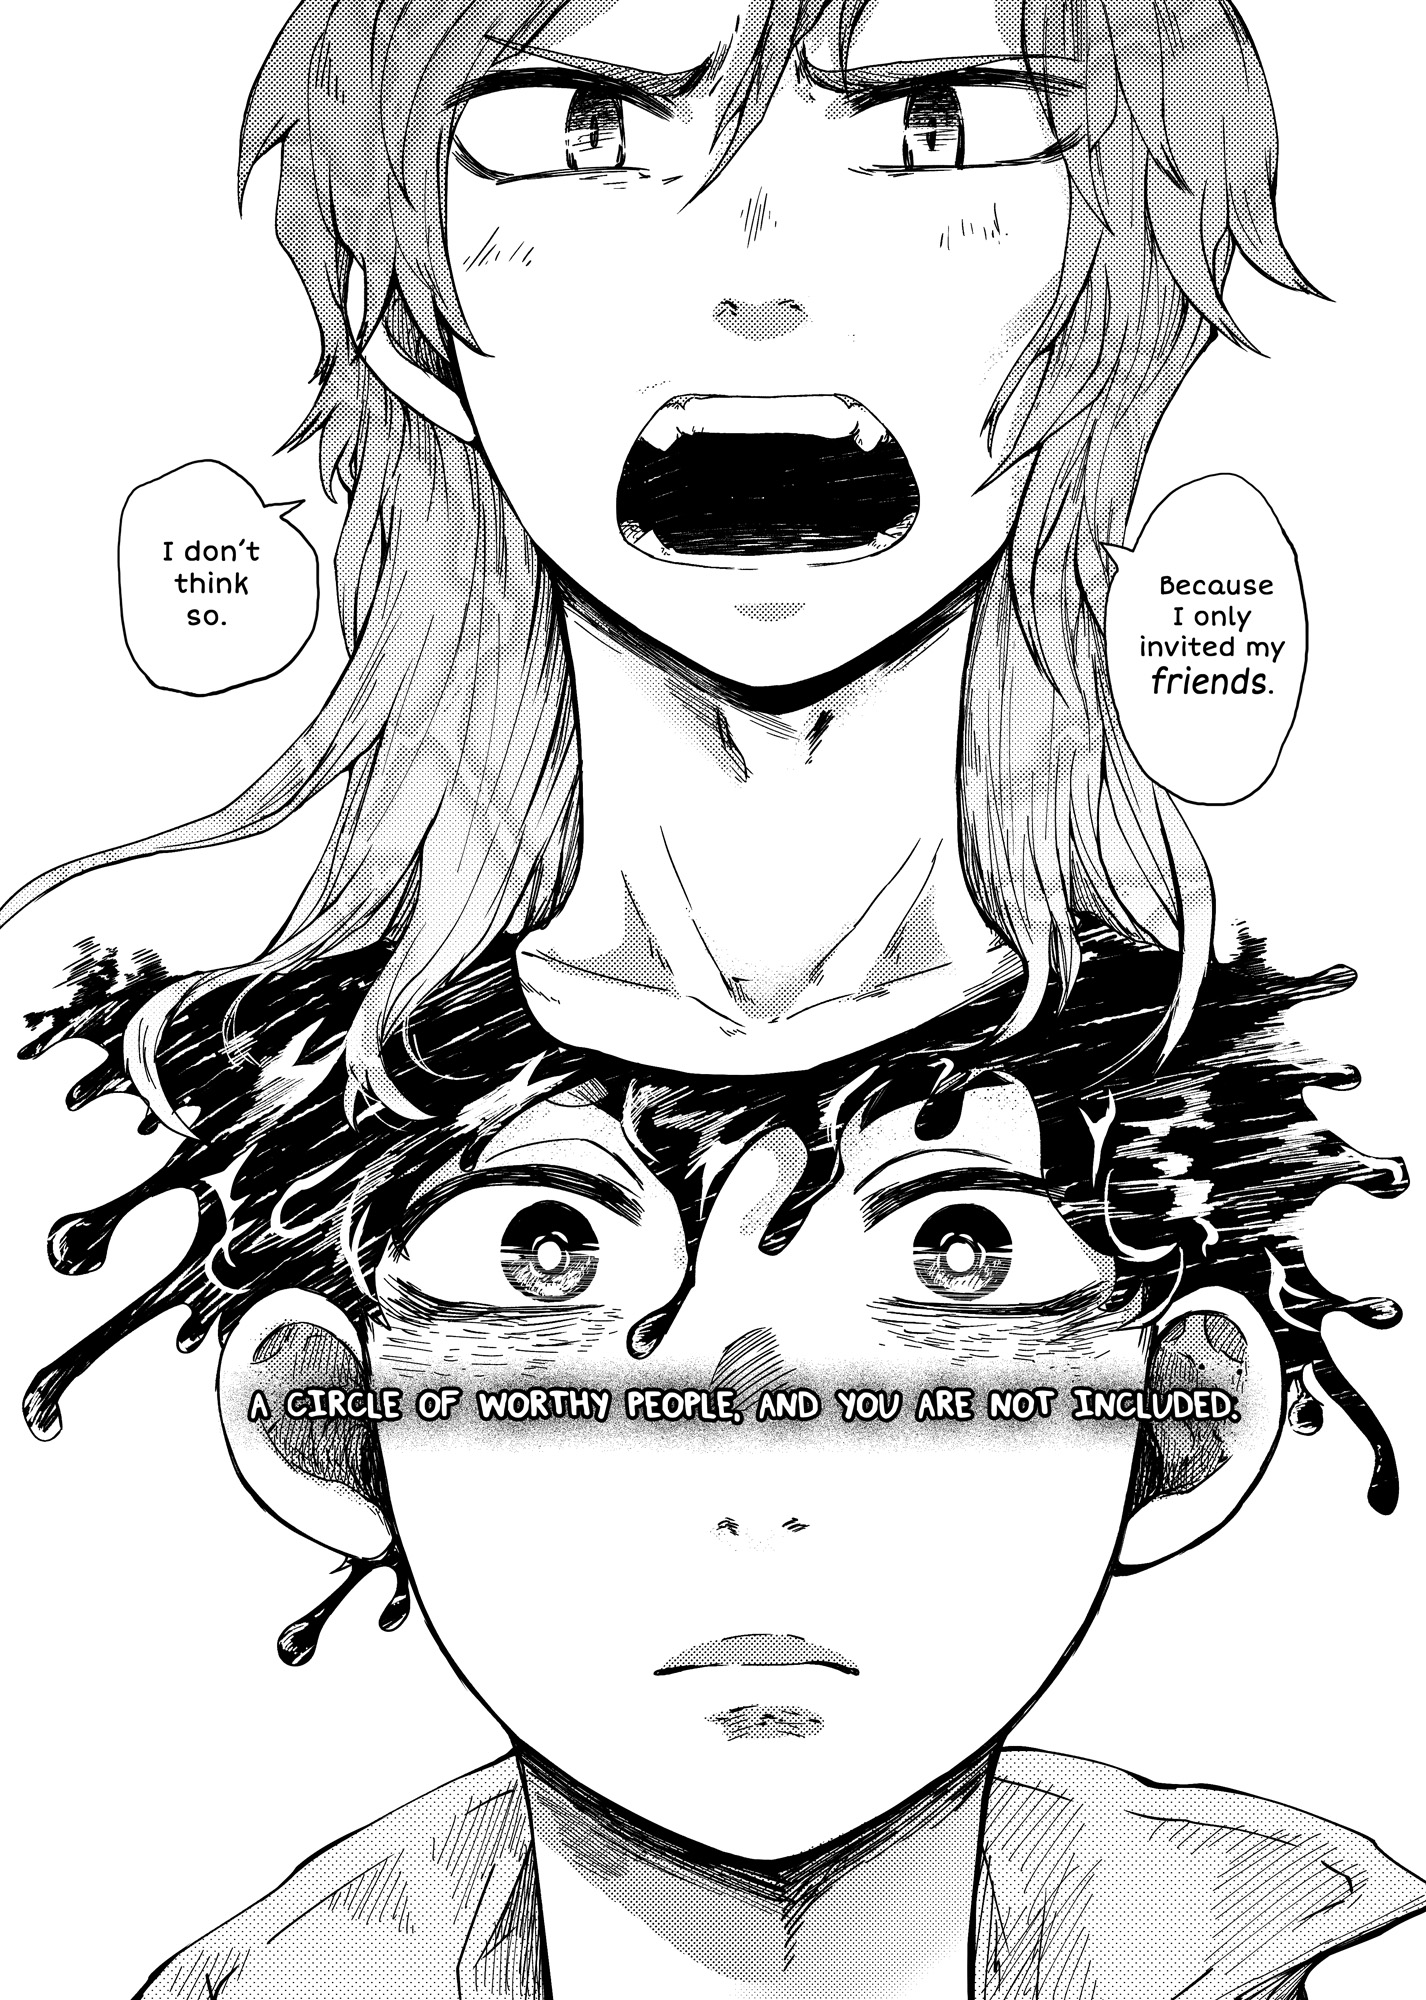 I don't
think
so.
Because
I only
invited my
friends.
A CIRCLE OF WORTHY PEOPLE, AND YOU ARE NOT INCLUDED.